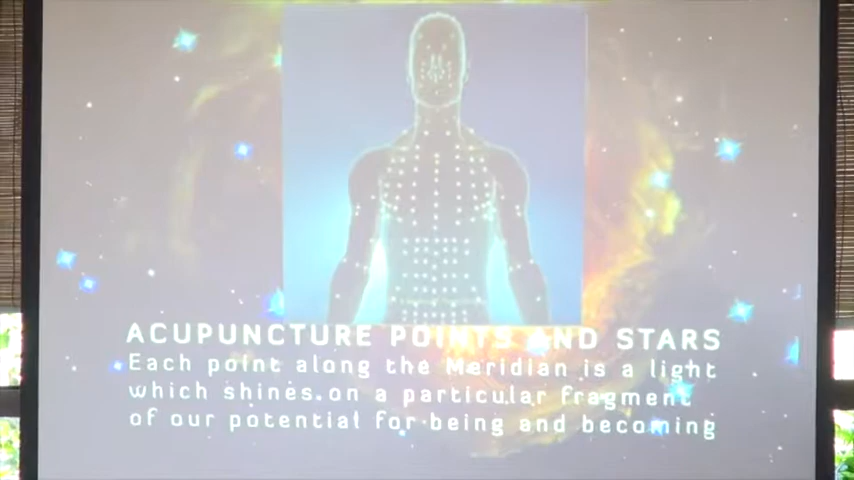 ACUPUNCTURE POINTS AND STARS
Each point along the Meridian is a light
which shines on a particular fragment
of our potential for being and becoming